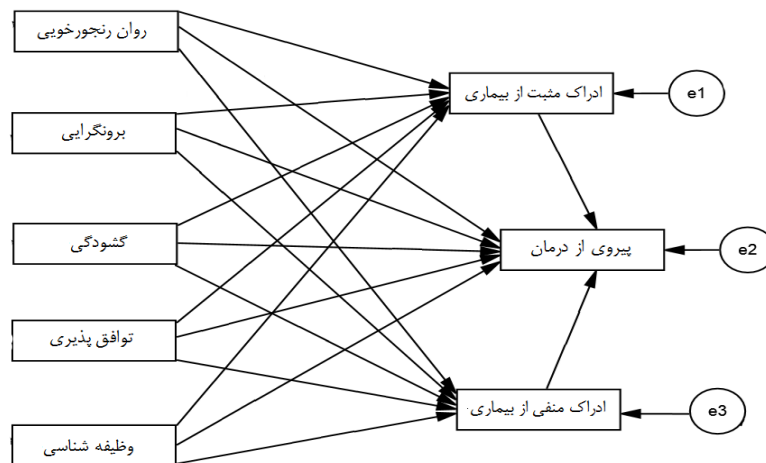 روان رنجورخویی
برونگرایی
گشودگی
توافق پذیری
وظیفه شناسی
ادراک مثبت از بیماری
پیروی از درمان
ادراک منفی از بیماری.
e1
e2
e3